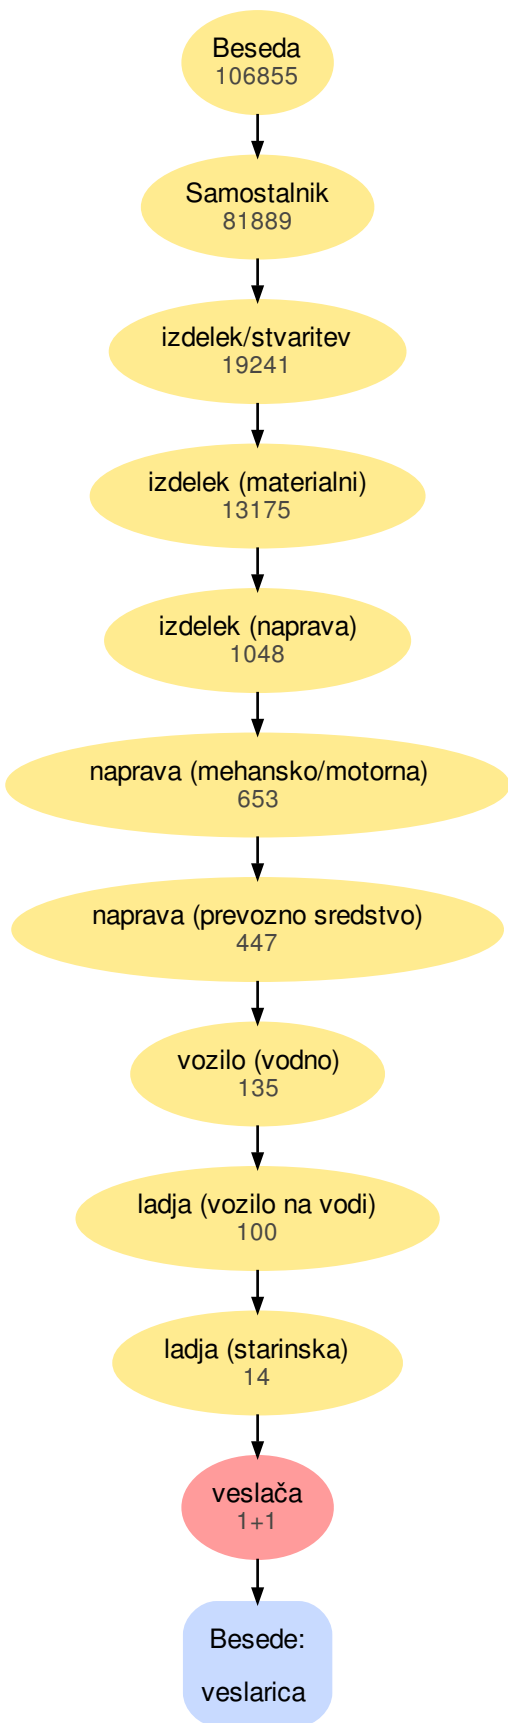 Beseda
106855
Samostalnik
81889
izdelek/stvaritev
19241
izdelek (materialni)
13175
izdelek (naprava)
1048
naprava (mehansko/motorna)
653
naprava (prevozno sredstvo)
447
vozilo (vodno)
135
ladja (vozilo na vodi)
100
ladja (starinska)
14
veslača
1+1
Besede:
veslarica